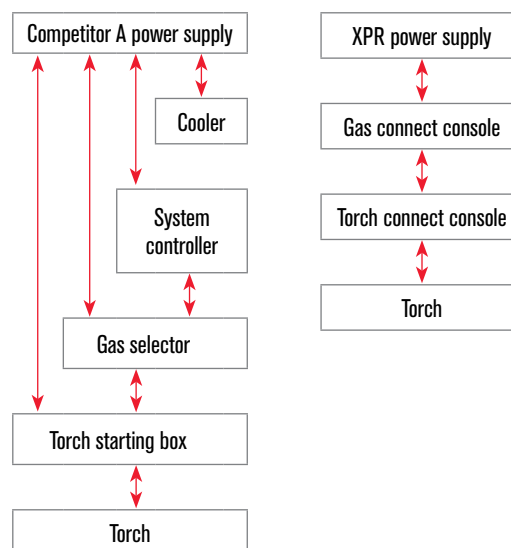 Competitor A power supply
Cooler
System
controller
Gas selector
Torch starting box
Torch
XPR power supply
Gas connect console
Torch connect console
Torch